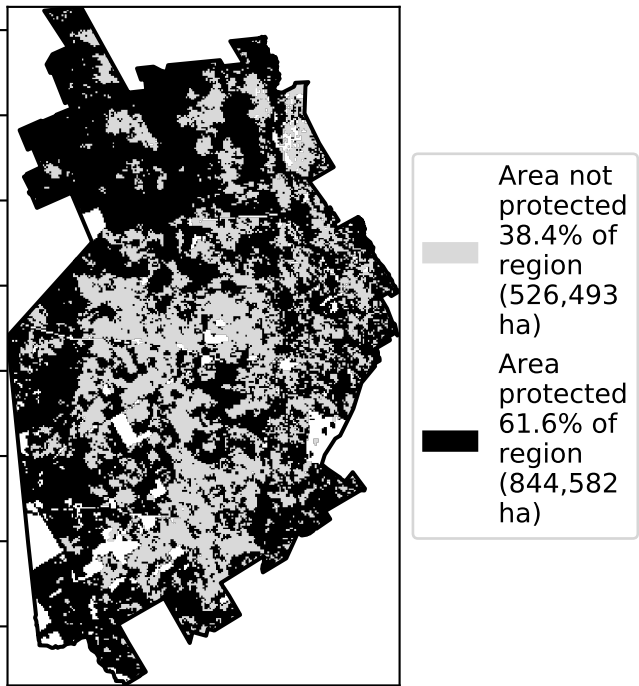 Area not
protected
38.4% of
region
(526,493
ha)
Area
protected
61.6% of
region
(844,582
ha)